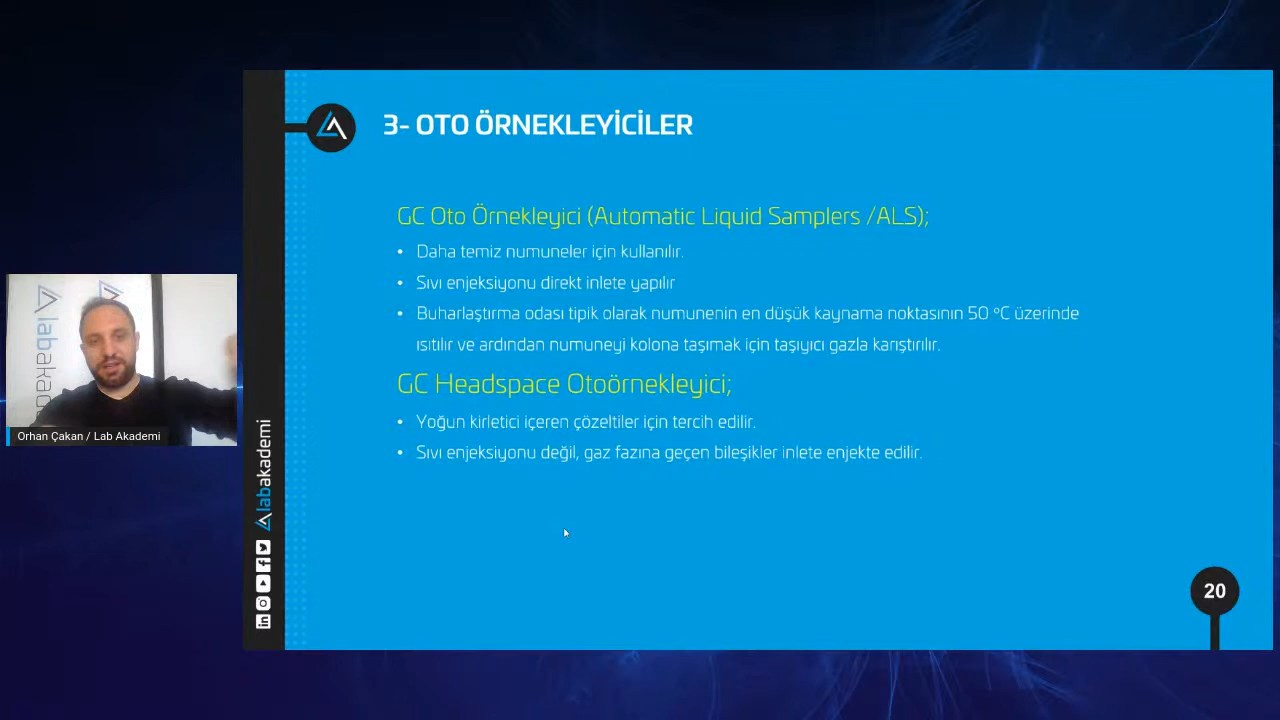 3- OTO ÖRNEKLEYİCİLER
GC Oto Örnekleyici (Automatic Liquid Samplers /ALS);
• Daha temiz numuneler için kullanılır.
• Sıvı enjeksiyonu direkt inlete yapılır
• Buharlaştırma odası tipik olarak numunenin en düşük kaynama noktasının 50 °C üzerinde
ısıtılır ve ardından numuneyi kolona taşımak için taşıyıcı gazla karıştırılır.
GC Headspace Otoörnekleyici;
• Yoğun kirletici içeren çözeltiler için tercih edilir.
• Sıvı enjeksiyonu değil, gaz fazına geçen bileşikler inlete enjekte edilir.
labakado
Orhan Çakan / Lab Akademi
labakademi
20